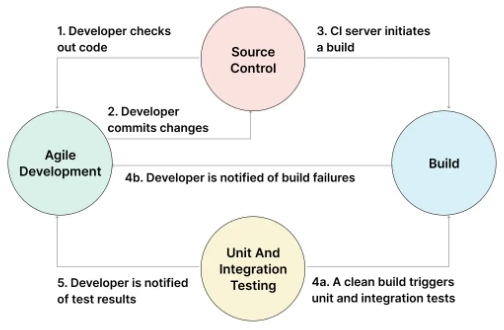 1. Developer checks
out code
Source
Control
3. CI server initiates
a build
2. Developer
commits changes
Agile
Development
4b. Developer is notified of build failures
Build
Unit And
Integration
Testing
5. Developer is notified
of test results
4a. A clean build triggers
unit and integration tests